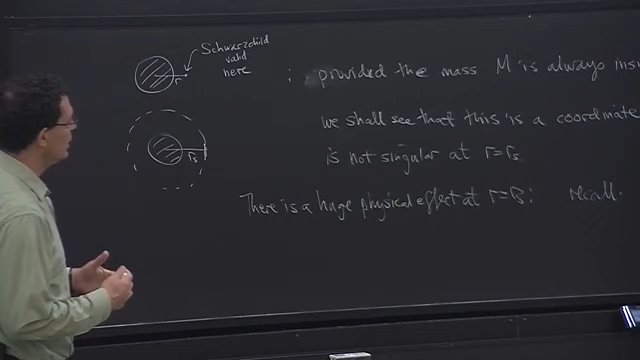 Schwarzschild
valid
here
r
rs
: provided the mass M is always
we shall see that this is a coordinate
is not singular at r=rs
There is a huge physical effect at r=rs : recall